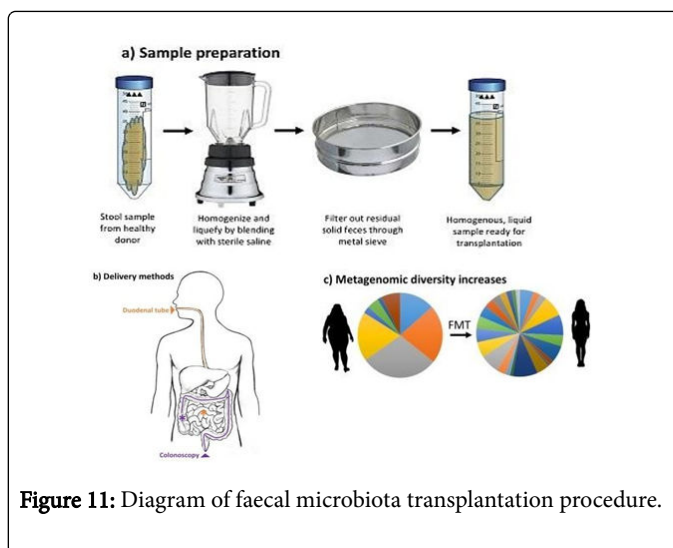 a) Sample preparation
Stool sample
from healthy
donor
Homogenize and
liquefy by blending
with sterile saline
Filter out residual
solid feces through
metal sieve
Homogenous, liquid
sample ready for
transplantation
b) Delivery methods
Duodenal tube
Colonoscopy
c) Metagenomic diversity increases
FMT
Figure 11: Diagram of faecal microbiota transplantation procedure.